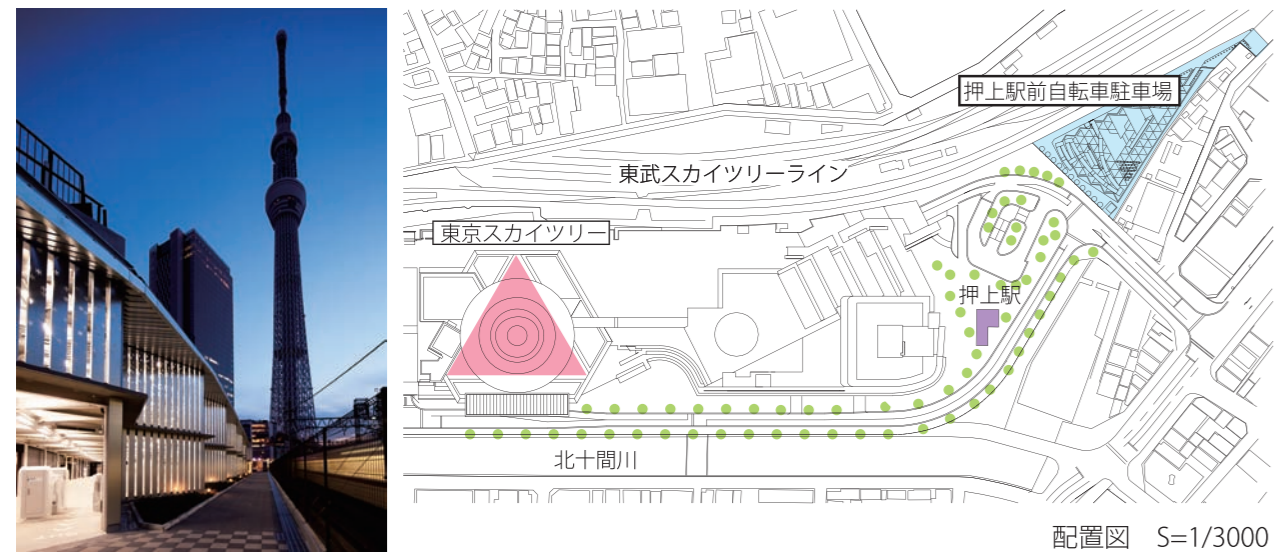 押上駅前自転車駐車場
東武スカイツリーライン
東京スカイツリー
押上駅
北十間川
配置図 S=1/3000